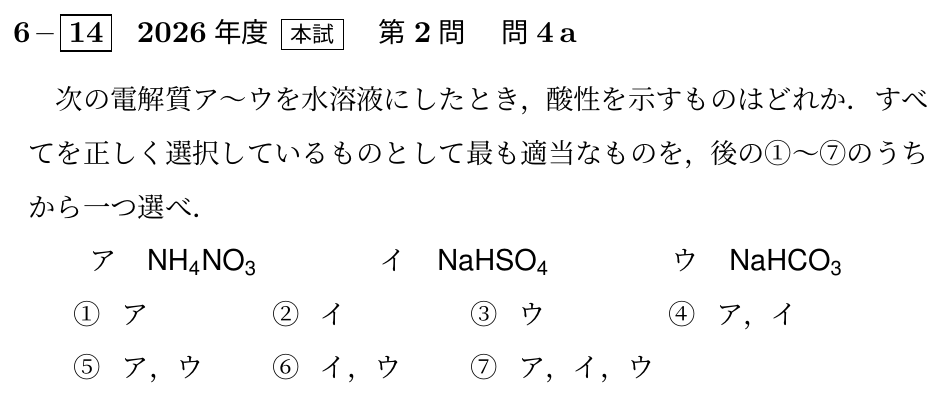 6−14 2026 年度 本試 第 2 問 問 4 a
次の電解質ア〜ウを水溶液にしたとき，酸性を示すものはどれか．すべ
てを正しく選択しているものとして最も適当なものを，後の①〜⑦のうち
から一つ選べ．
ア NH₄NO₃ イ NaHSO₄ ウ NaHCO₃
① ア ② イ ③ ウ ④ ア，イ
⑤ ア，ウ ⑥ イ，ウ ⑦ ア，イ，ウ